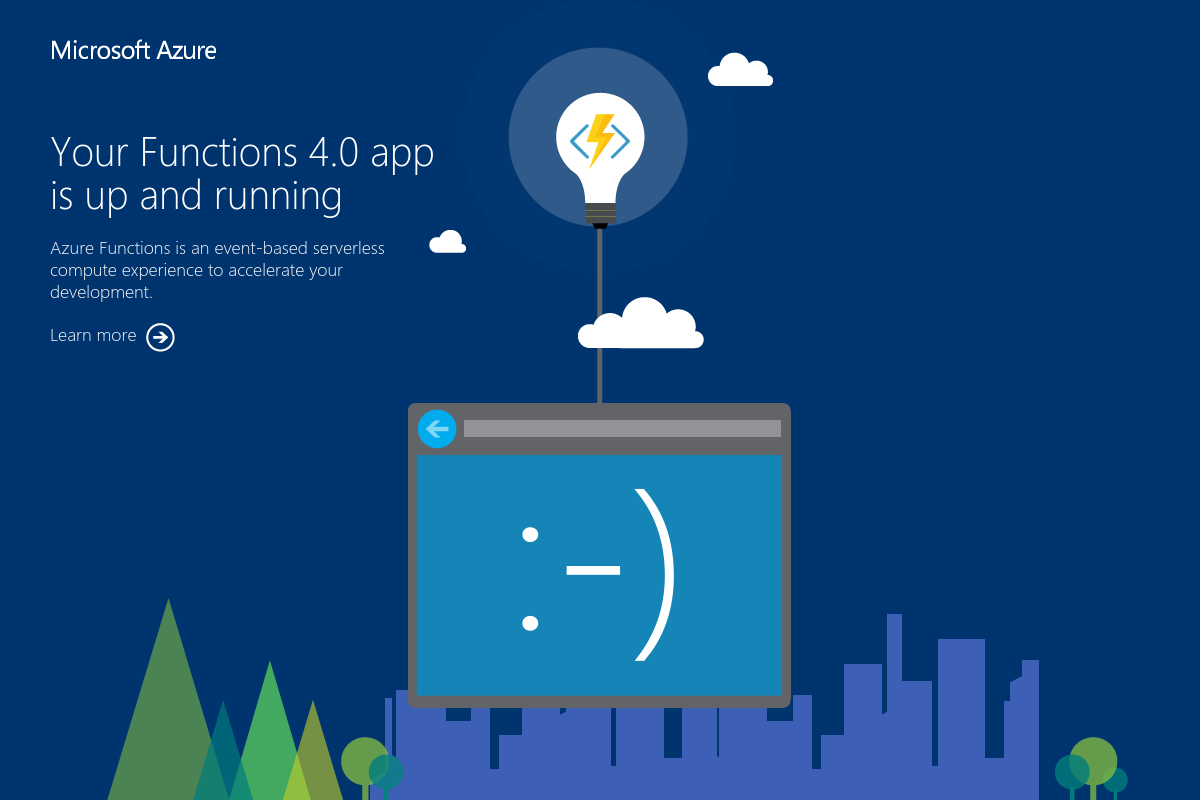 Microsoft Azure
Your Functions 4.0 app
is up and running
Azure Functions is an event-based serverless
compute experience to accelerate your
development.
Learn more
:-)